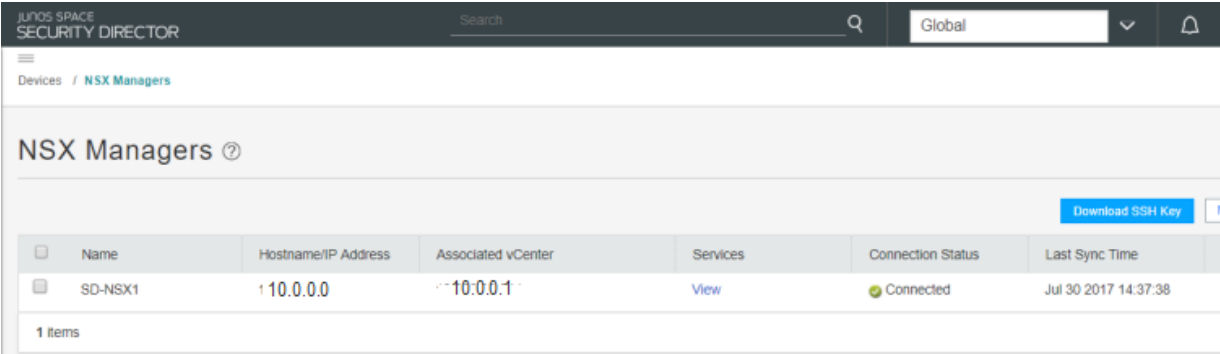 JUNOS SPACE
SECURITY DIRECTOR
Search
Global
Devices / NSX Managers
NSX Managers ?
Download SSH Key
Name Hostname/IP Address Associated vCenter Services Connection Status Last Sync Time
SD-NSX1 10.0.0.0 10.0.0.1 View Connected Jul 30 2017 14:37:38
1 items